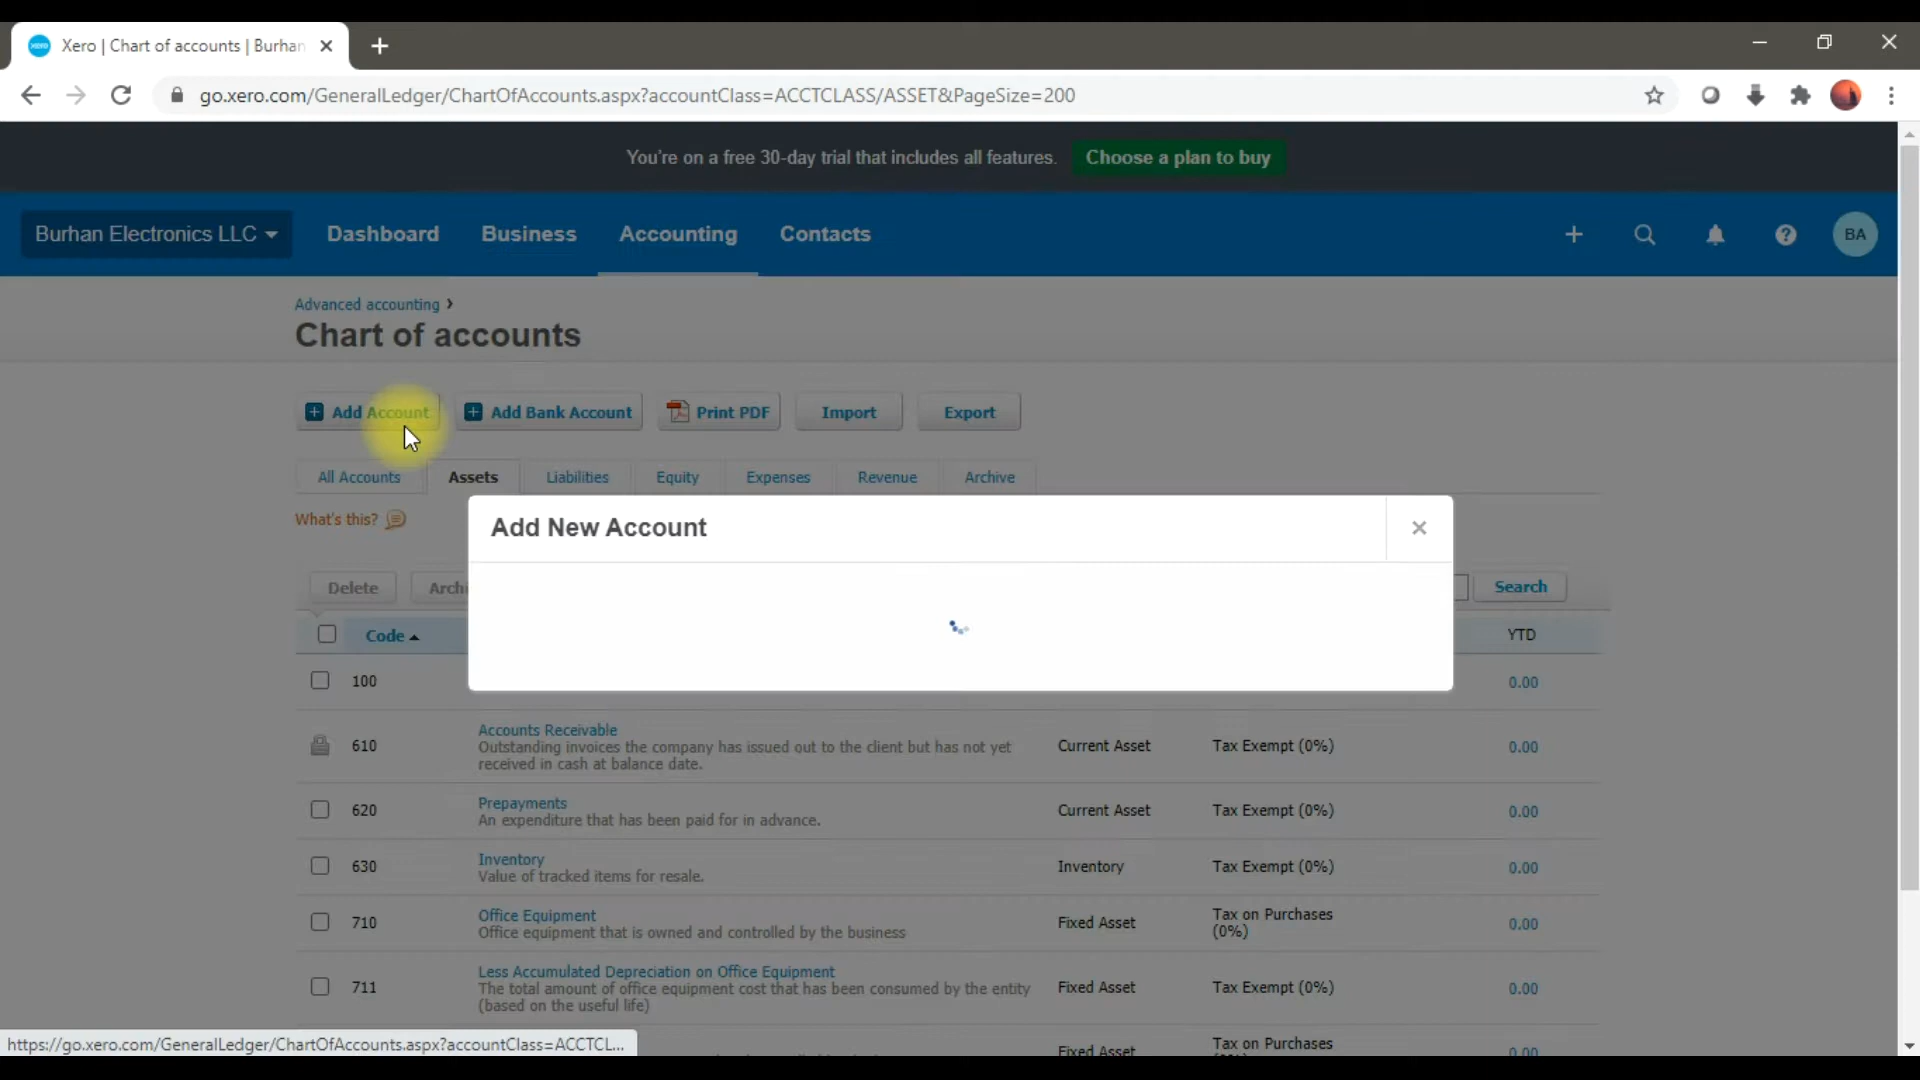 xero Xero | Chart of accounts | Burhan
go.xero.com/GeneralLedger/ChartOfAccounts.aspx?accountClass=ACCTCLASS/ASSET&PageSize=200
You're on a free 30-day trial that includes all features. Choose a plan to buy
Burhan Electronics LLC Dashboard Business Accounting Contacts BA
Advanced accounting ›
Chart of accounts
Add Account Add Bank Account Print PDF Import Export
All Accounts Assets Liabilities Equity Expenses Revenue Archive
What's this?
Add New Account
Delete Archi Search
Code YTD
100 0.00
Accounts Receivable
610 Outstanding invoices the company has issued out to the client but has not yet Current Asset Tax Exempt (0%) 0.00
received in cash at balance date.
Prepayments
620 An expenditure that has been paid for in advance. Current Asset Tax Exempt (0%) 0.00
Inventory
630 Value of tracked items for resale. Inventory Tax Exempt (0%) 0.00
Office Equipment Tax on Purchases
710 Office equipment that is owned and controlled by the business Fixed Asset (0%) 0.00
Less Accumulated Depreciation on Office Equipment
711 The total amount of office equipment cost that has been consumed by the entity Fixed Asset Tax Exempt (0%) 0.00
(based on the useful life)
https://go.xero.com/GeneralLedger/ChartOfAccounts.aspx?accountClass=ACCTCL... Fixed Asset Tax on Purchases 0.00